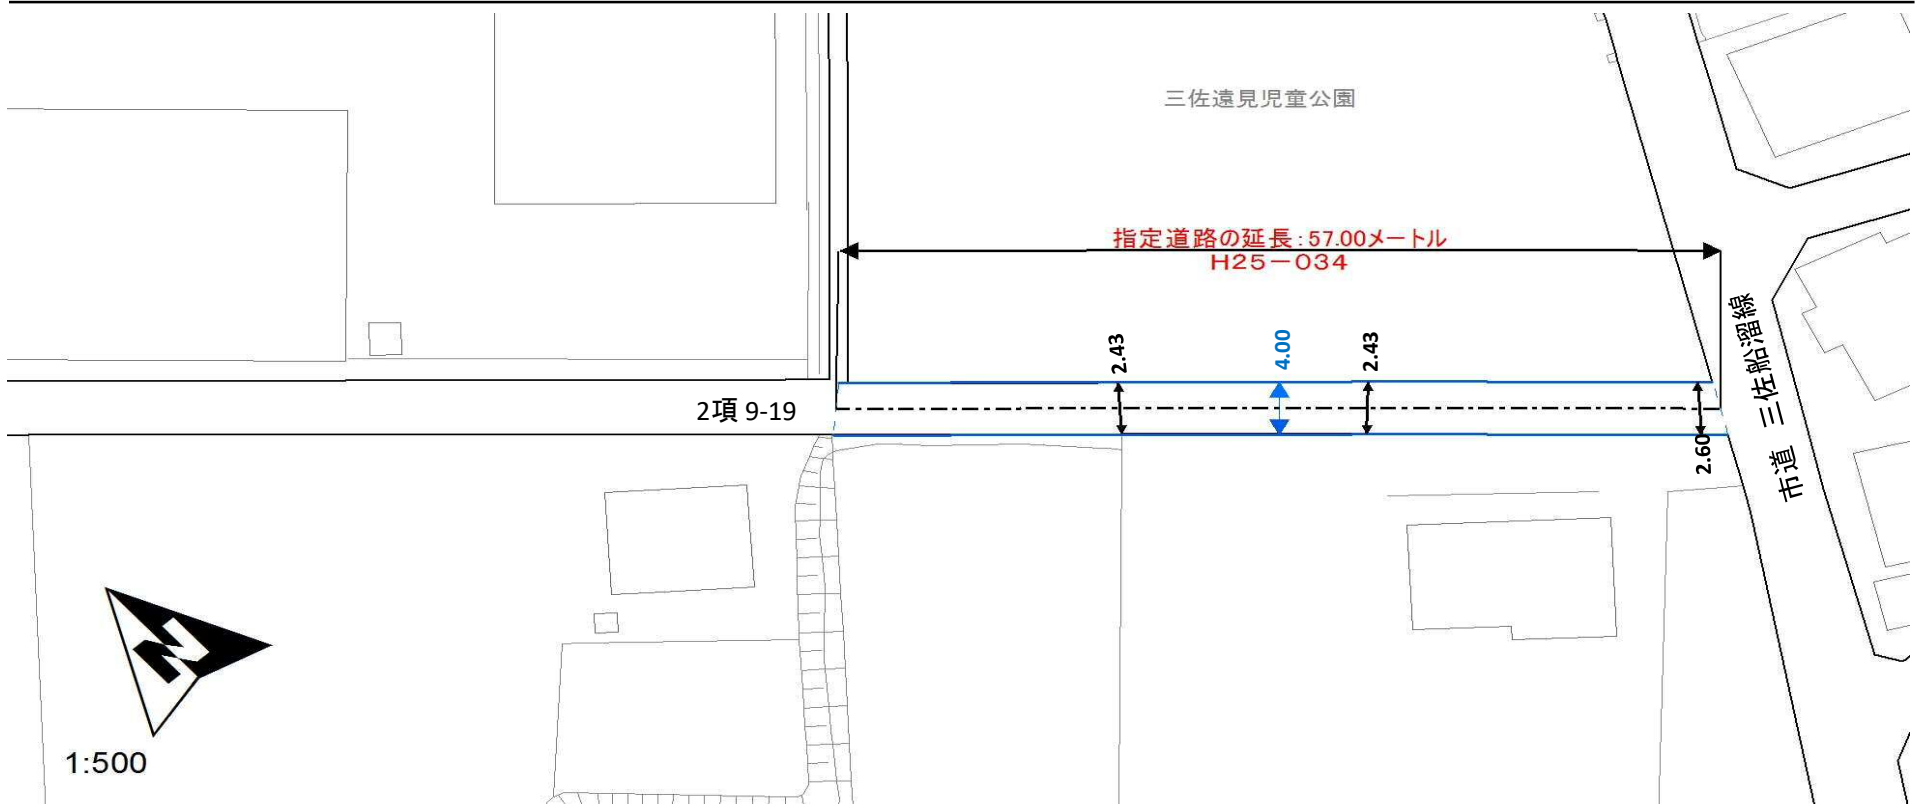 三佐遠見児童公園
指定道路の延長:57.00メートル
H25-034
2.43
4.00
2.43
2項 9-19
2.60
市道 三佐船溜線
N
1:500